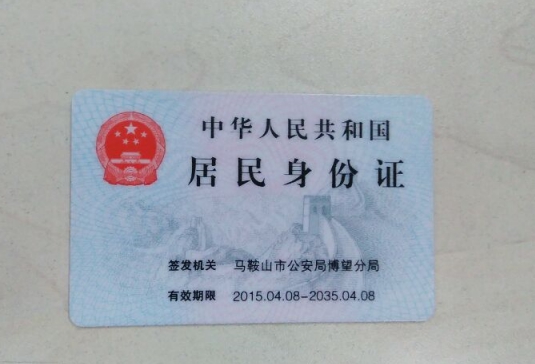 中华人民共和国
居民身份证
签发机关 马鞍山市公安局博望分局
有效期限 2015.04.08-2035.04.08